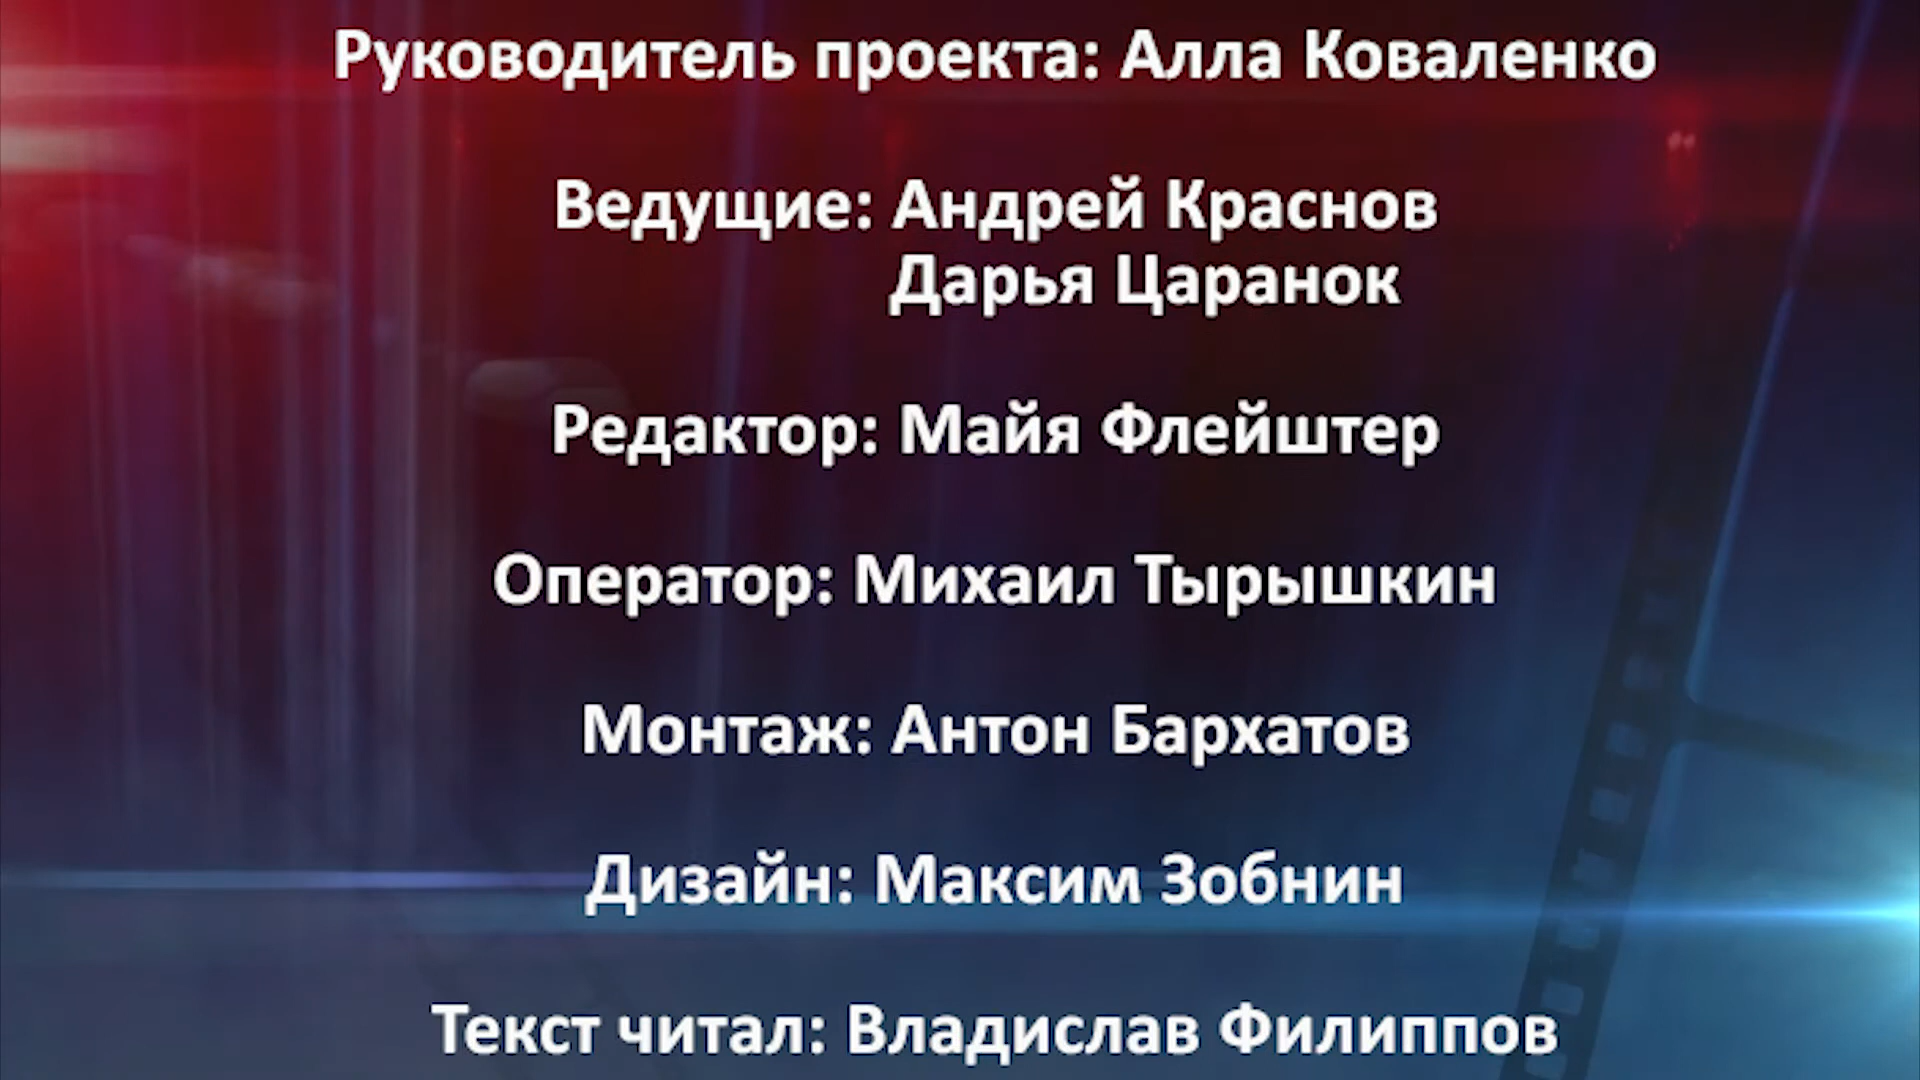 Руководитель проекта: Алла Коваленко
Ведущие: Андрей Краснов
Дарья Царанок
Редактор: Майя Флейштер
Оператор: Михаил Тырышкин
Монтаж: Антон Бархатов
Дизайн: Максим Зобнин
Текст читал: Владислав Филиппов